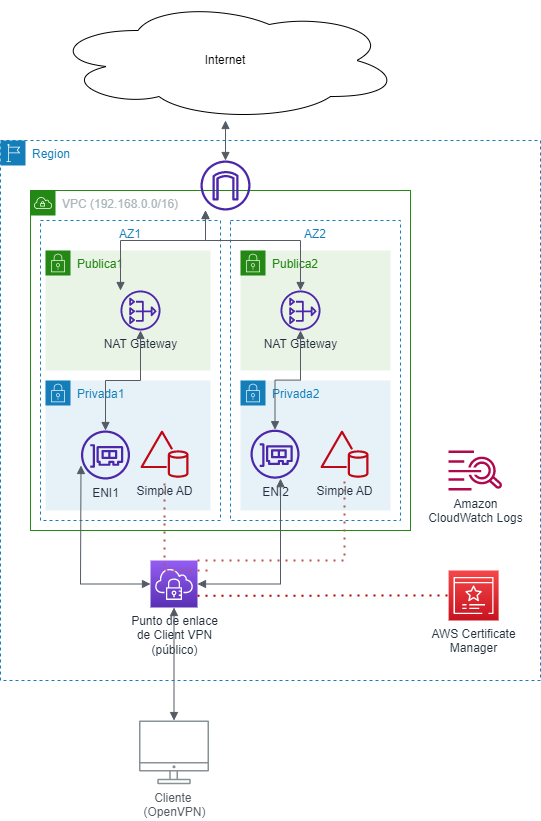 Internet
Region
VPC (192.168.0.0/16)
AZ1
AZ2
Publica1
Publica2
NAT Gateway
NAT Gateway
Privada1
Privada2
ENI1
Simple AD
ENI2
Simple AD
Amazon
CloudWatch Logs
Punto de enlace
de Client VPN
(público)
AWS Certificate
Manager
Cliente
(OpenVPN)